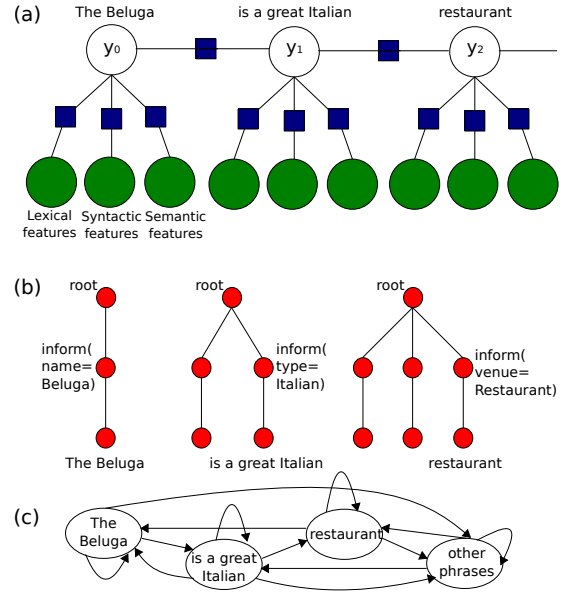 (a)
The Beluga
is a great Italian
restaurant
y0
y1
y2
Lexical
features
Syntactic
features
Semantic
features
(b)
root
root
root
inform(
name=
Beluga)
inform(
type=
Italian)
inform(
venue=
Restaurant)
The Beluga
is a great Italian
restaurant
(c)
The
Beluga
is a great
Italian
restaurant
other
phrases